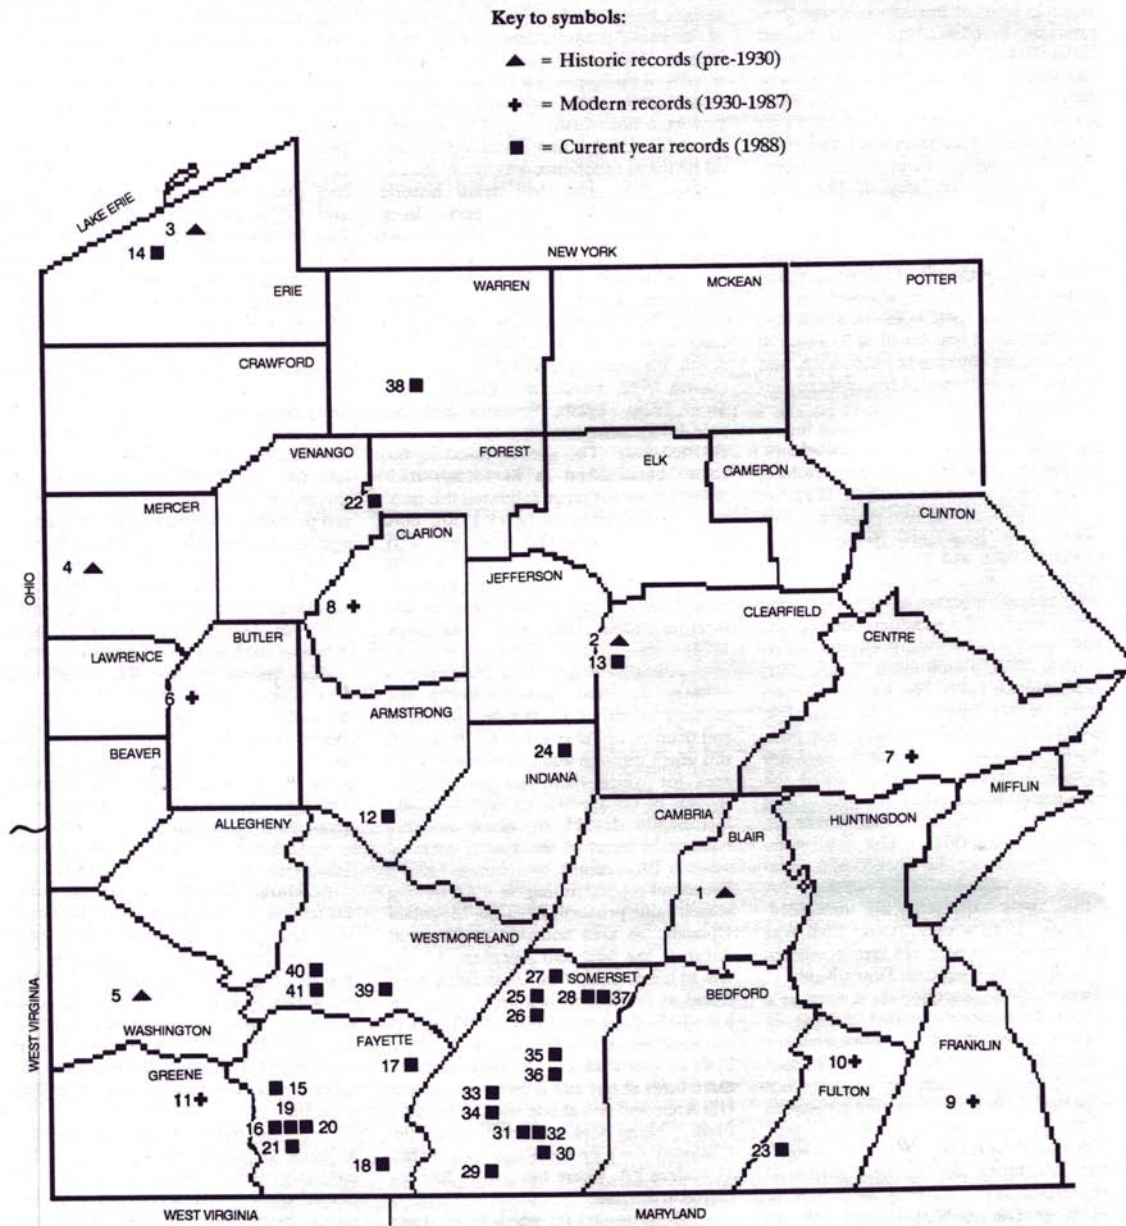 Key to symbols:
▲ = Historic records (pre-1930)
✚ = Modern records (1930-1987)
■ = Current year records (1988)
LAKE ERIE
3
14
NEW YORK
ERIE
WARREN
MCKEAN
POTTER
CRAWFORD
38
VENANGO
FOREST
ELK
CAMERON
MERCER
22
CLARION
CLINTON
OHIO
4
JEFFERSON
8
CLEARFIELD
BUTLER
2
CENTRE
LAWRENCE
13
6
ARMSTRONG
BEAVER
24
INDIANA
7
MIFFLIN
ALLEGHENY
12
CAMBRIA
HUNTINGDON
BLAIR
1
WESTMORELAND
40
27
SOMERSET
41
39
25
28
37
BEDFORD
5
26
WASHINGTON
FAYETTE
FRANKLIN
WEST VIRGINIA
GREENE
17
35
36
10
FULTON
11
15
33
9
19
34
16
20
31
32
21
30
23
18
29
WEST VIRGINIA
MARYLAND